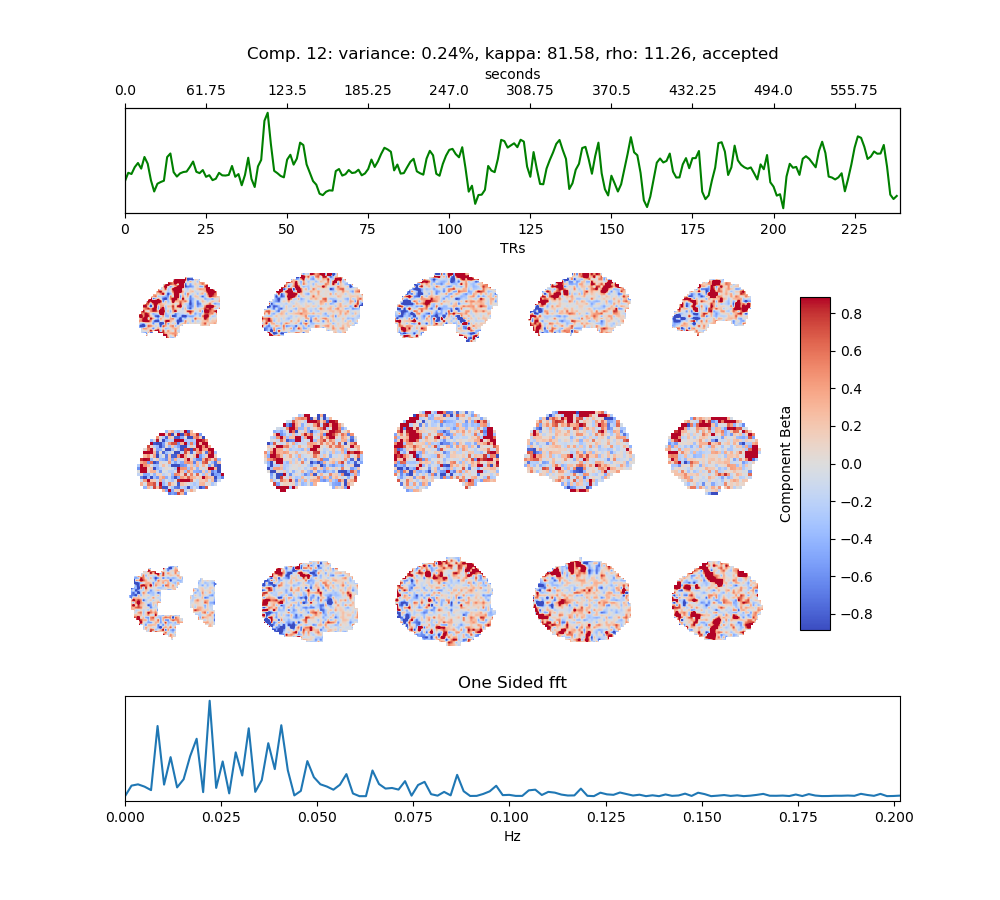 Comp. 12: variance: 0.24%, kappa: 81.58, rho: 11.26, accepted
seconds
0.0 61.75 123.5 185.25 247.0 308.75 370.5 432.25 494.0 555.75
0 25 50 75 100 125 150 175 200 225
TRs
0.8
0.6
0.4
0.2
0.0
−0.2
−0.4
−0.6
−0.8
Component Beta
One Sided fft
0.000 0.025 0.050 0.075 0.100 0.125 0.150 0.175 0.200
Hz